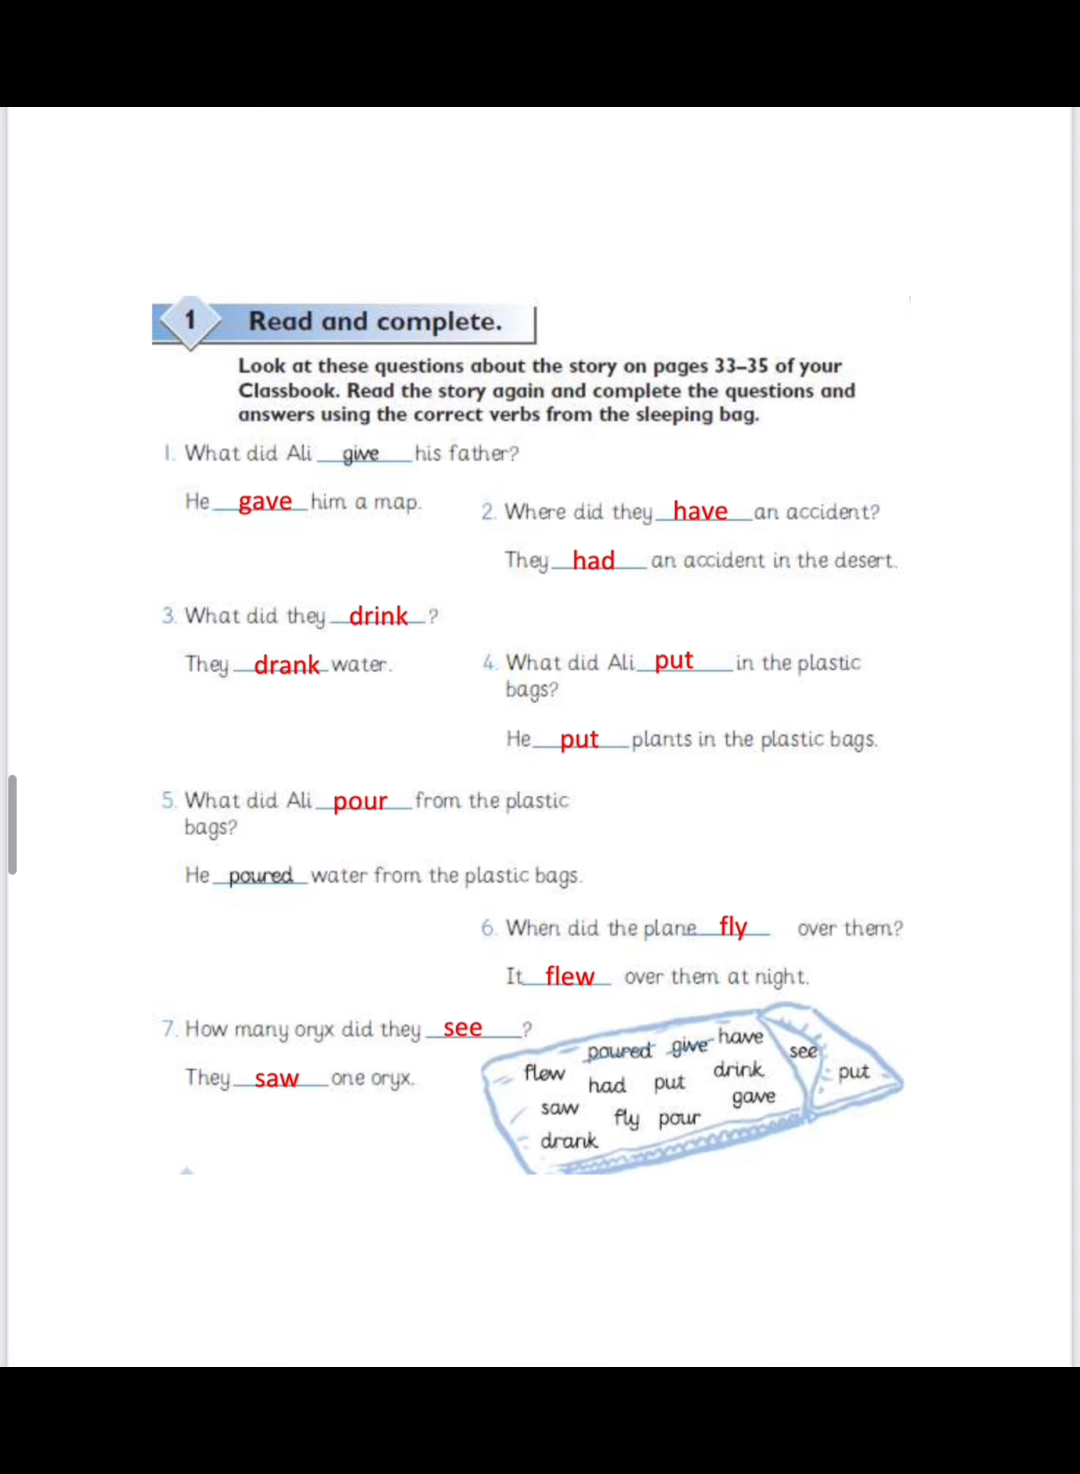 1 Read and complete.
Look at these questions about the story on pages 33–35 of your
Classbook. Read the story again and complete the questions and
answers using the correct verbs from the sleeping bag.
1. What did Ali give his father?
He gave him a map.
2. Where did they have an accident?
They had an accident in the desert.
3. What did they drink ?
They drank water.
4. What did Ali put in the plastic
bags?
He put plants in the plastic bags.
5. What did Ali pour from the plastic
bags?
He poured water from the plastic bags.
6. When did the plane fly over them?
It flew over them at night.
7. How many oryx did they see ?
They saw one oryx.
poured give have see
flew had put drink put
saw fly pour gave
drank